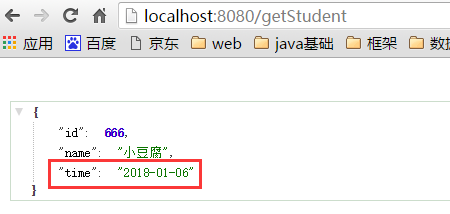 localhost:8080/getStudent
应用 百度 京东 web java基础 框架 数据
{
"id": 666,
"name": "小豆腐",
"time": "2018-01-06"
}